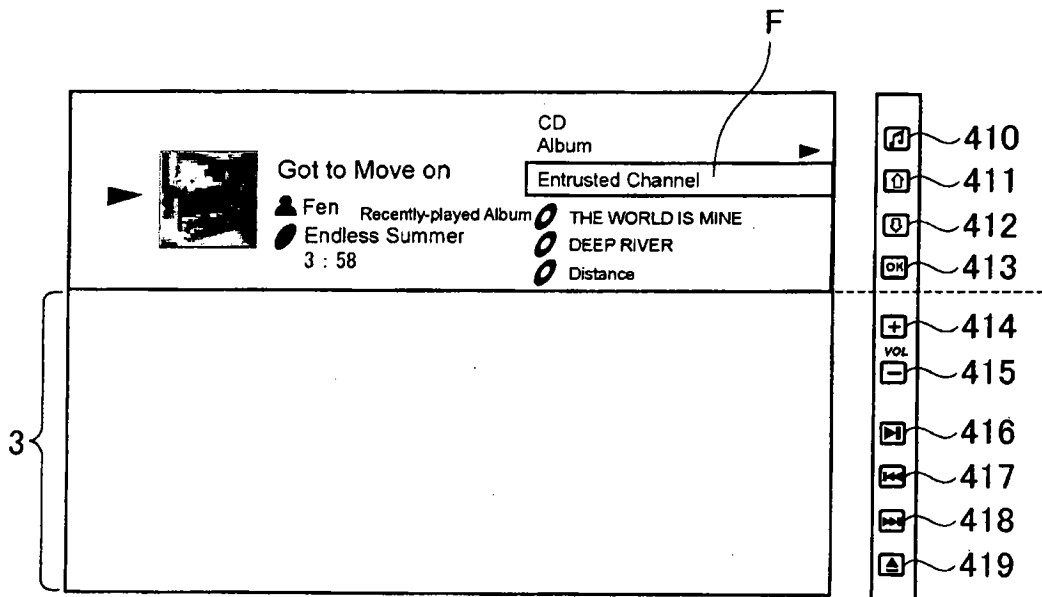 F
CD
Album
Entrusted Channel
Got to Move on
Fen
Recently-played Album
THE WORLD IS MINE
Endless Summer
DEEP RIVER
3 : 58
Distance
3
410
411
412
OK 413
+ 414
VOL
− 415
416
417
418
419